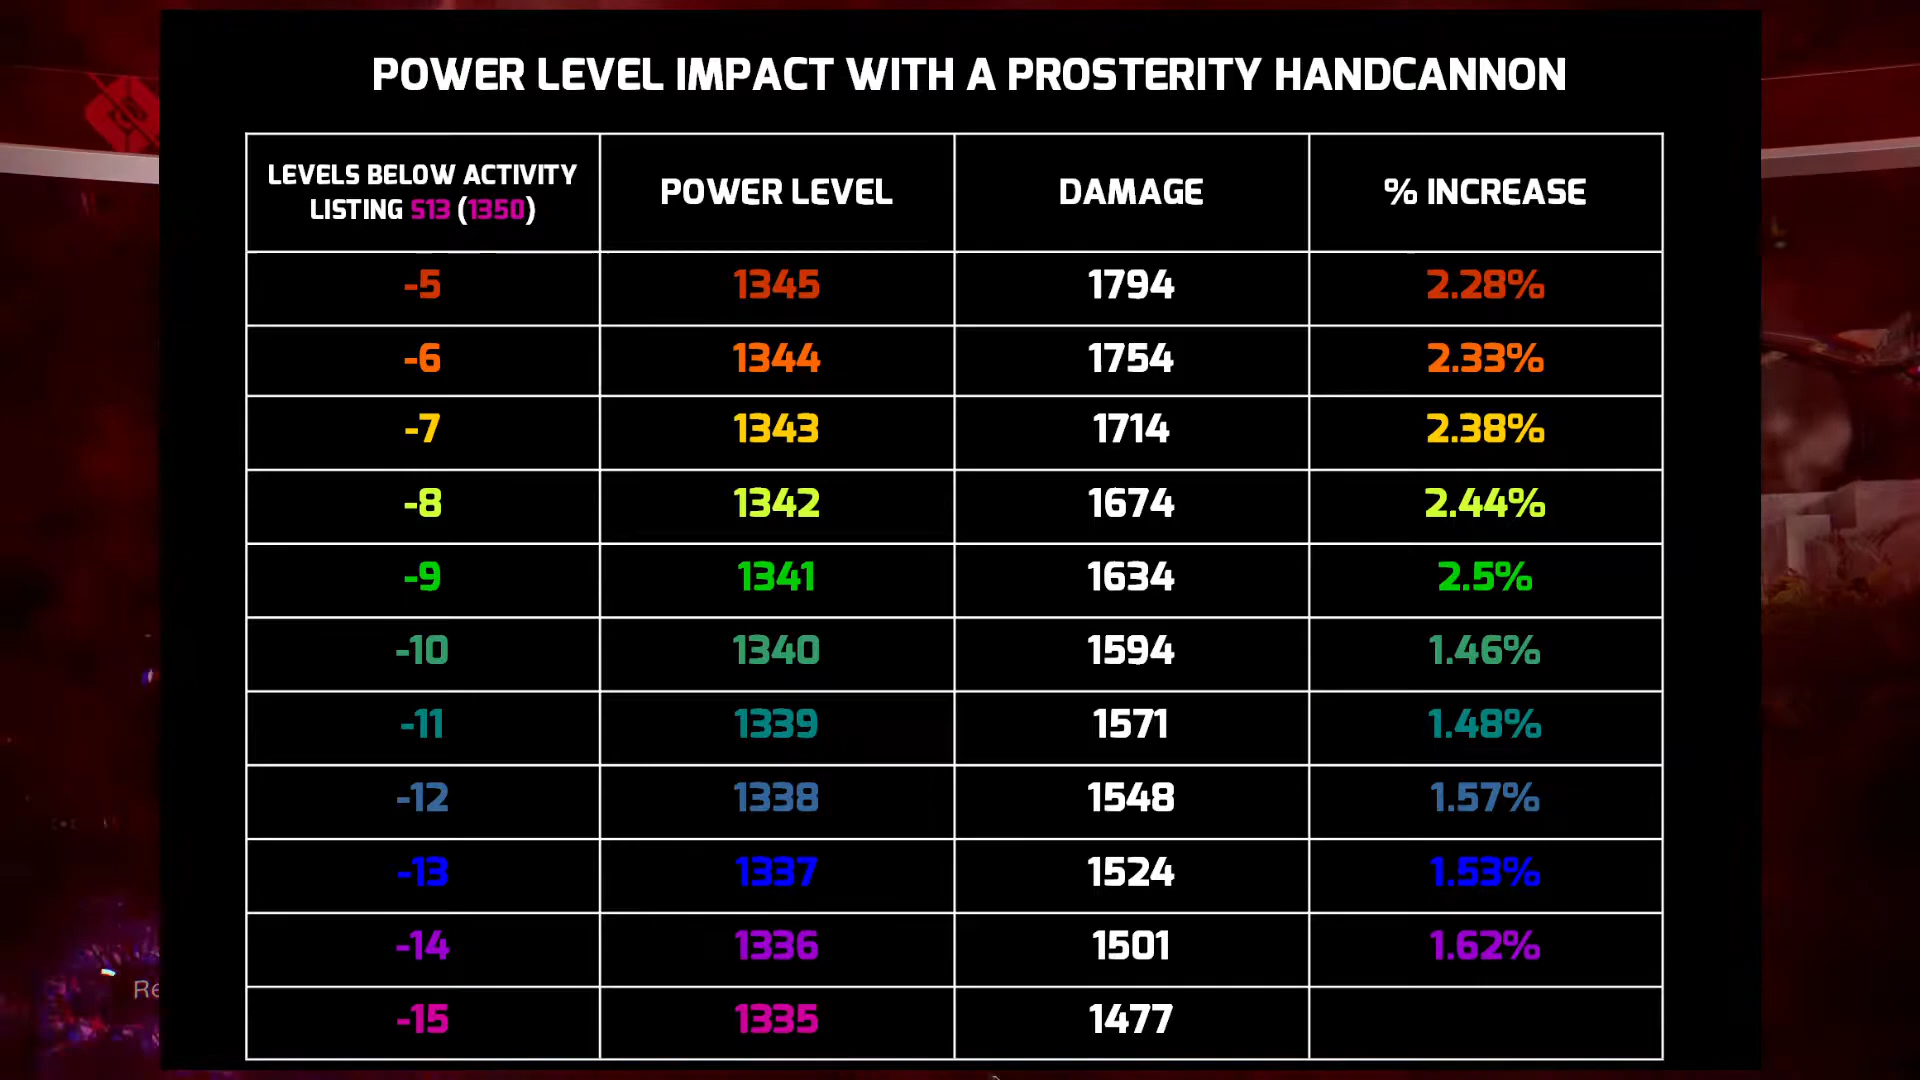 POWER LEVEL IMPACT WITH A PROSTERITY HANDCANNON
LEVELS BELOW ACTIVITY LISTING S13 (1350) POWER LEVEL DAMAGE % INCREASE
-5 1345 1794 2.28%
-6 1344 1754 2.33%
-7 1343 1714 2.38%
-8 1342 1674 2.44%
-9 1341 1634 2.5%
-10 1340 1594 1.46%
-11 1339 1571 1.48%
-12 1338 1548 1.57%
-13 1337 1524 1.53%
-14 1336 1501 1.62%
Re
-15 1335 1477